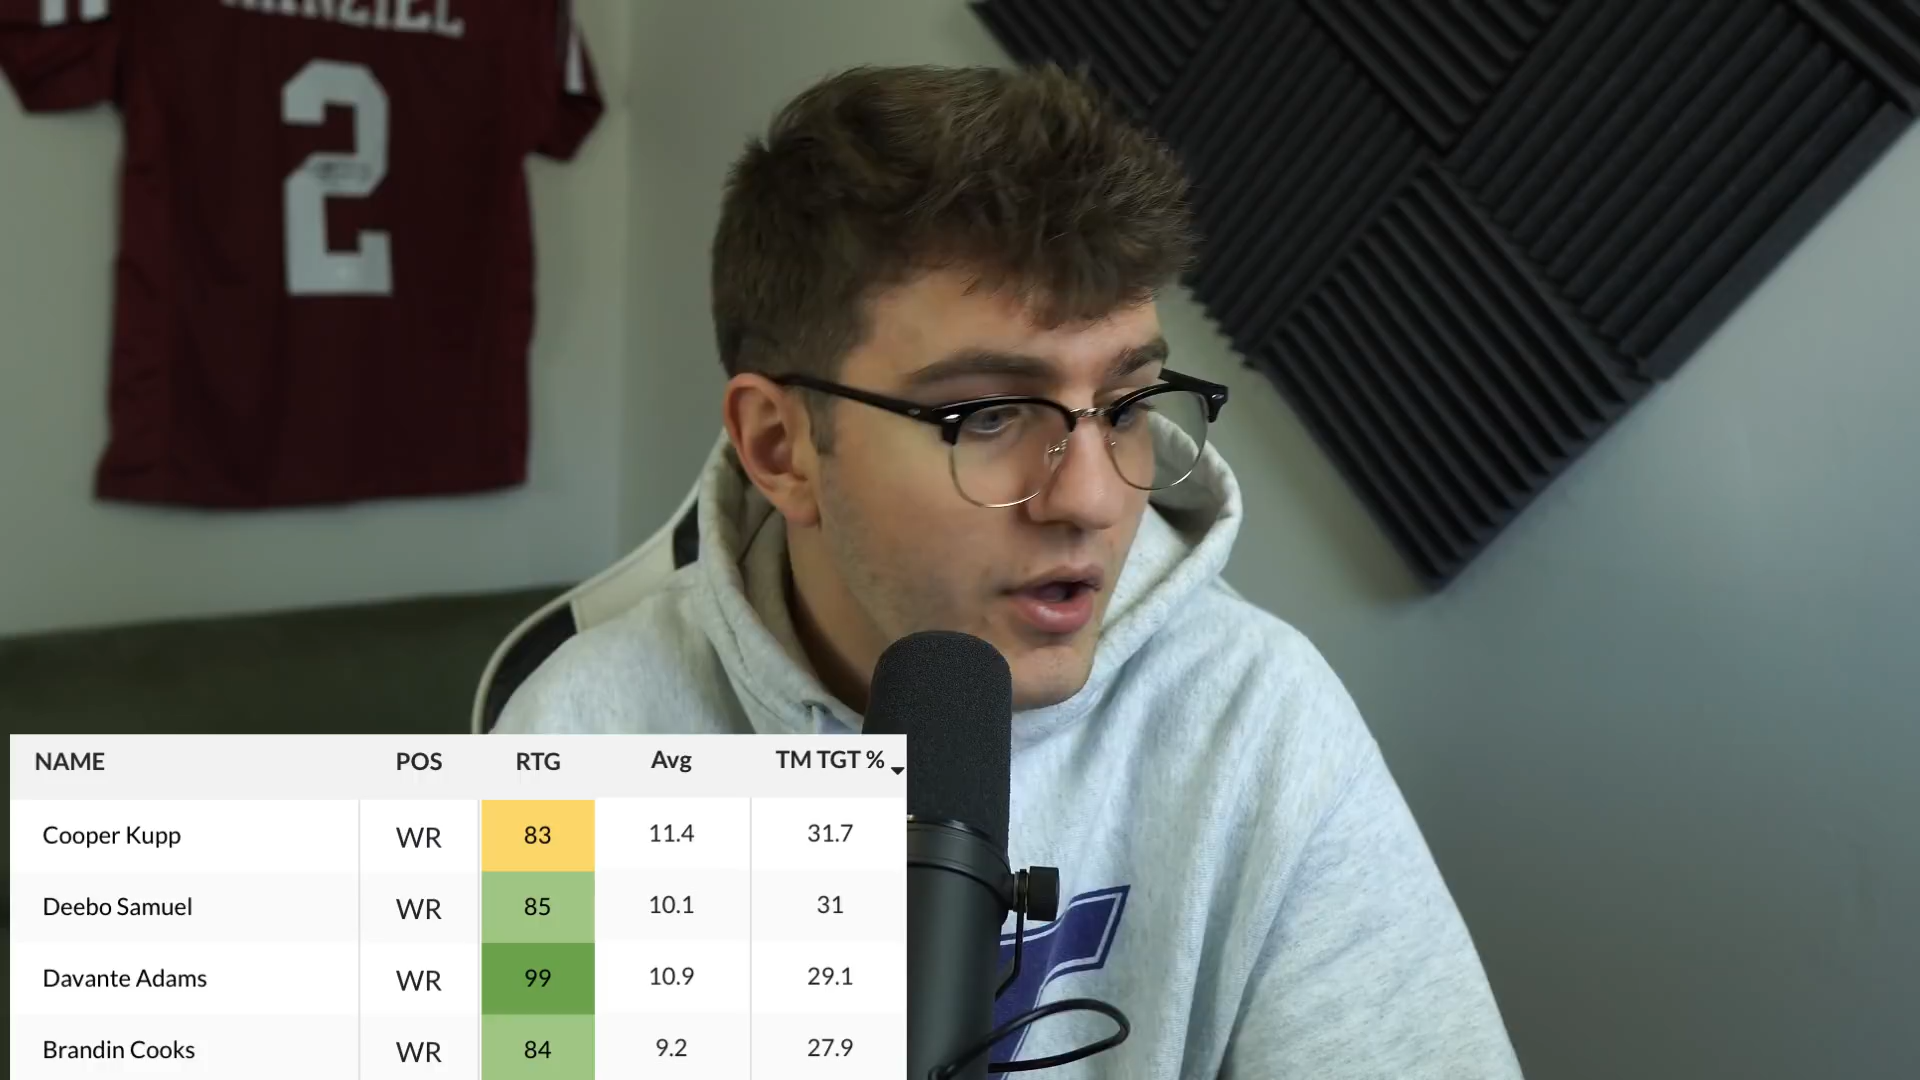 2
NAME POS RTG Avg TM TGT %
Cooper Kupp WR 83 11.4 31.7
Deebo Samuel WR 85 10.1 31
Davante Adams WR 99 10.9 29.1
Brandin Cooks WR 84 9.2 27.9